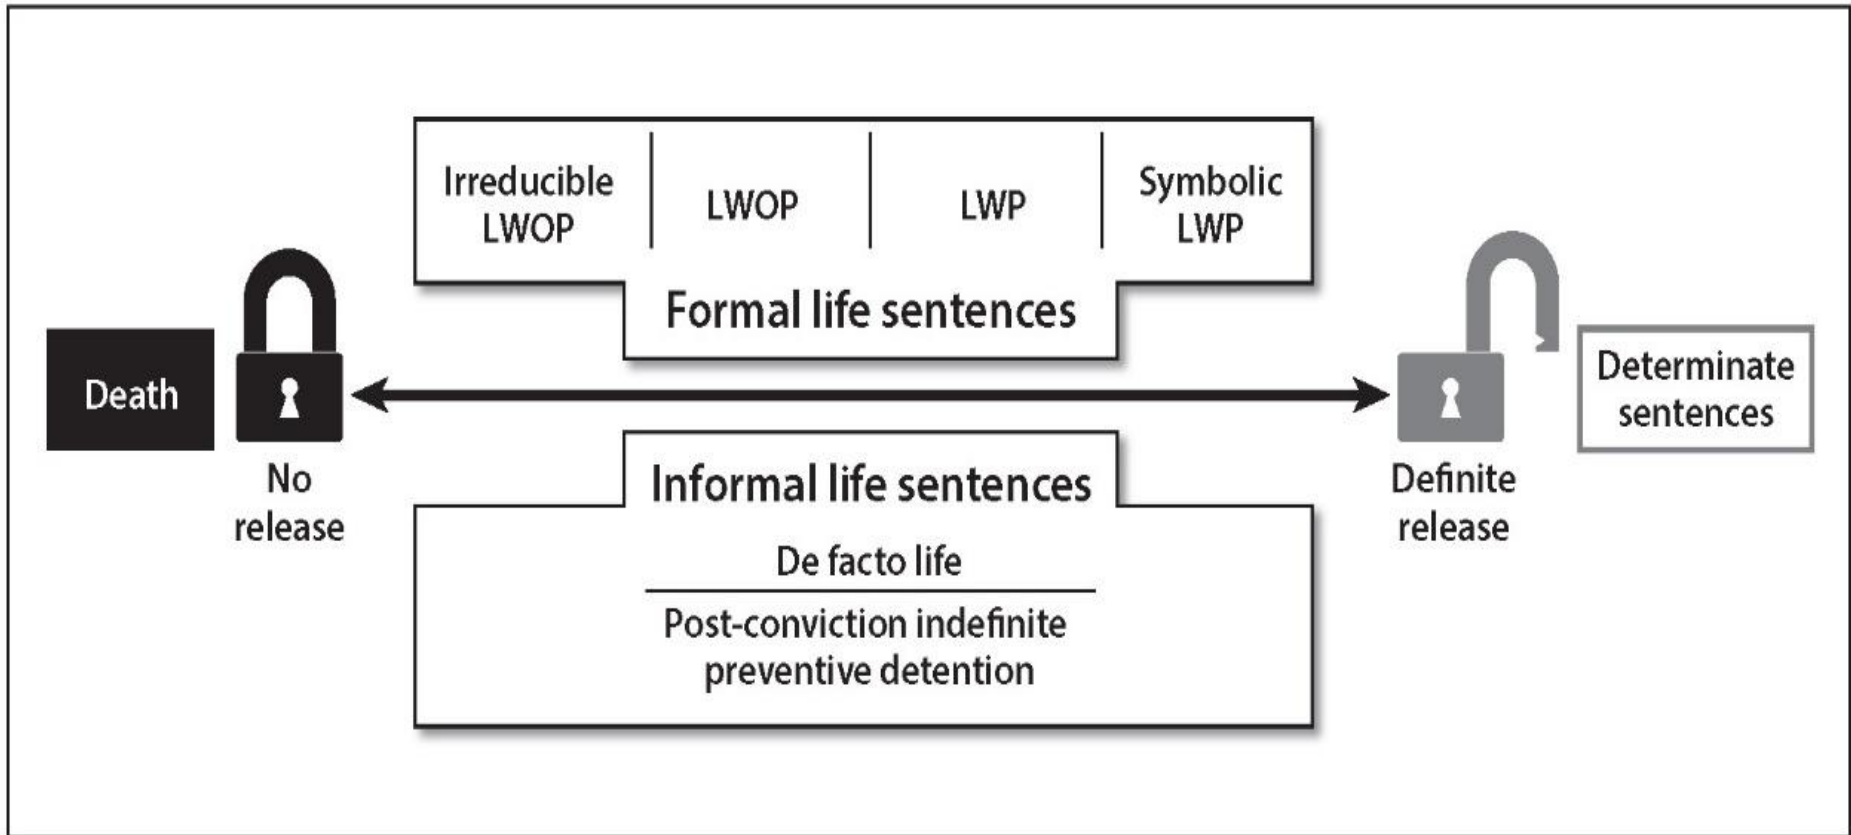 Irreducible
LWOP
LWOP
LWP
Symbolic
LWP
Formal life sentences
Death
No
release
Definite
release
Determinate
sentences
Informal life sentences
De facto life
Post-conviction indefinite
preventive detention